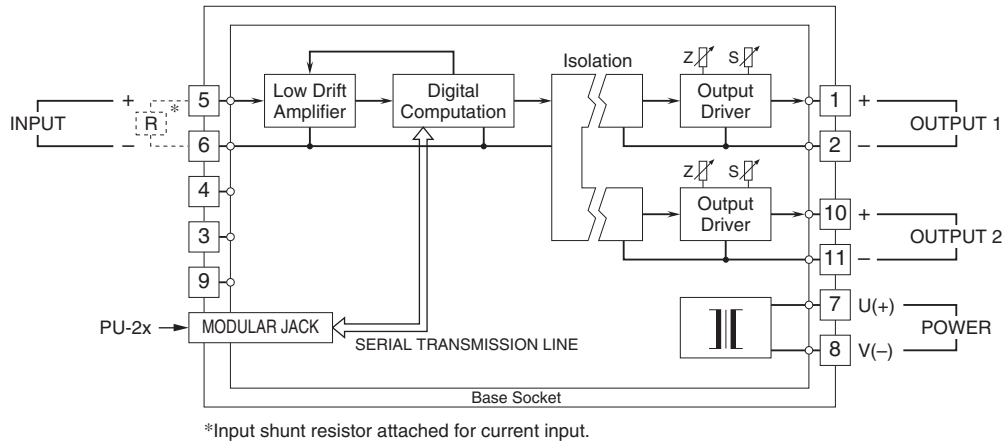 Isolation
Z S
5 + Low Drift Amplifier Digital Computation Output Driver 1 +
* R
INPUT OUTPUT 1
6 – 2 –
4 Z S
3 Output Driver 10 + OUTPUT 2
11 –
9
7 U(+)
PU-2x MODULAR JACK SERIAL TRANSMISSION LINE POWER
8 V(–)
Base Socket
*Input shunt resistor attached for current input.